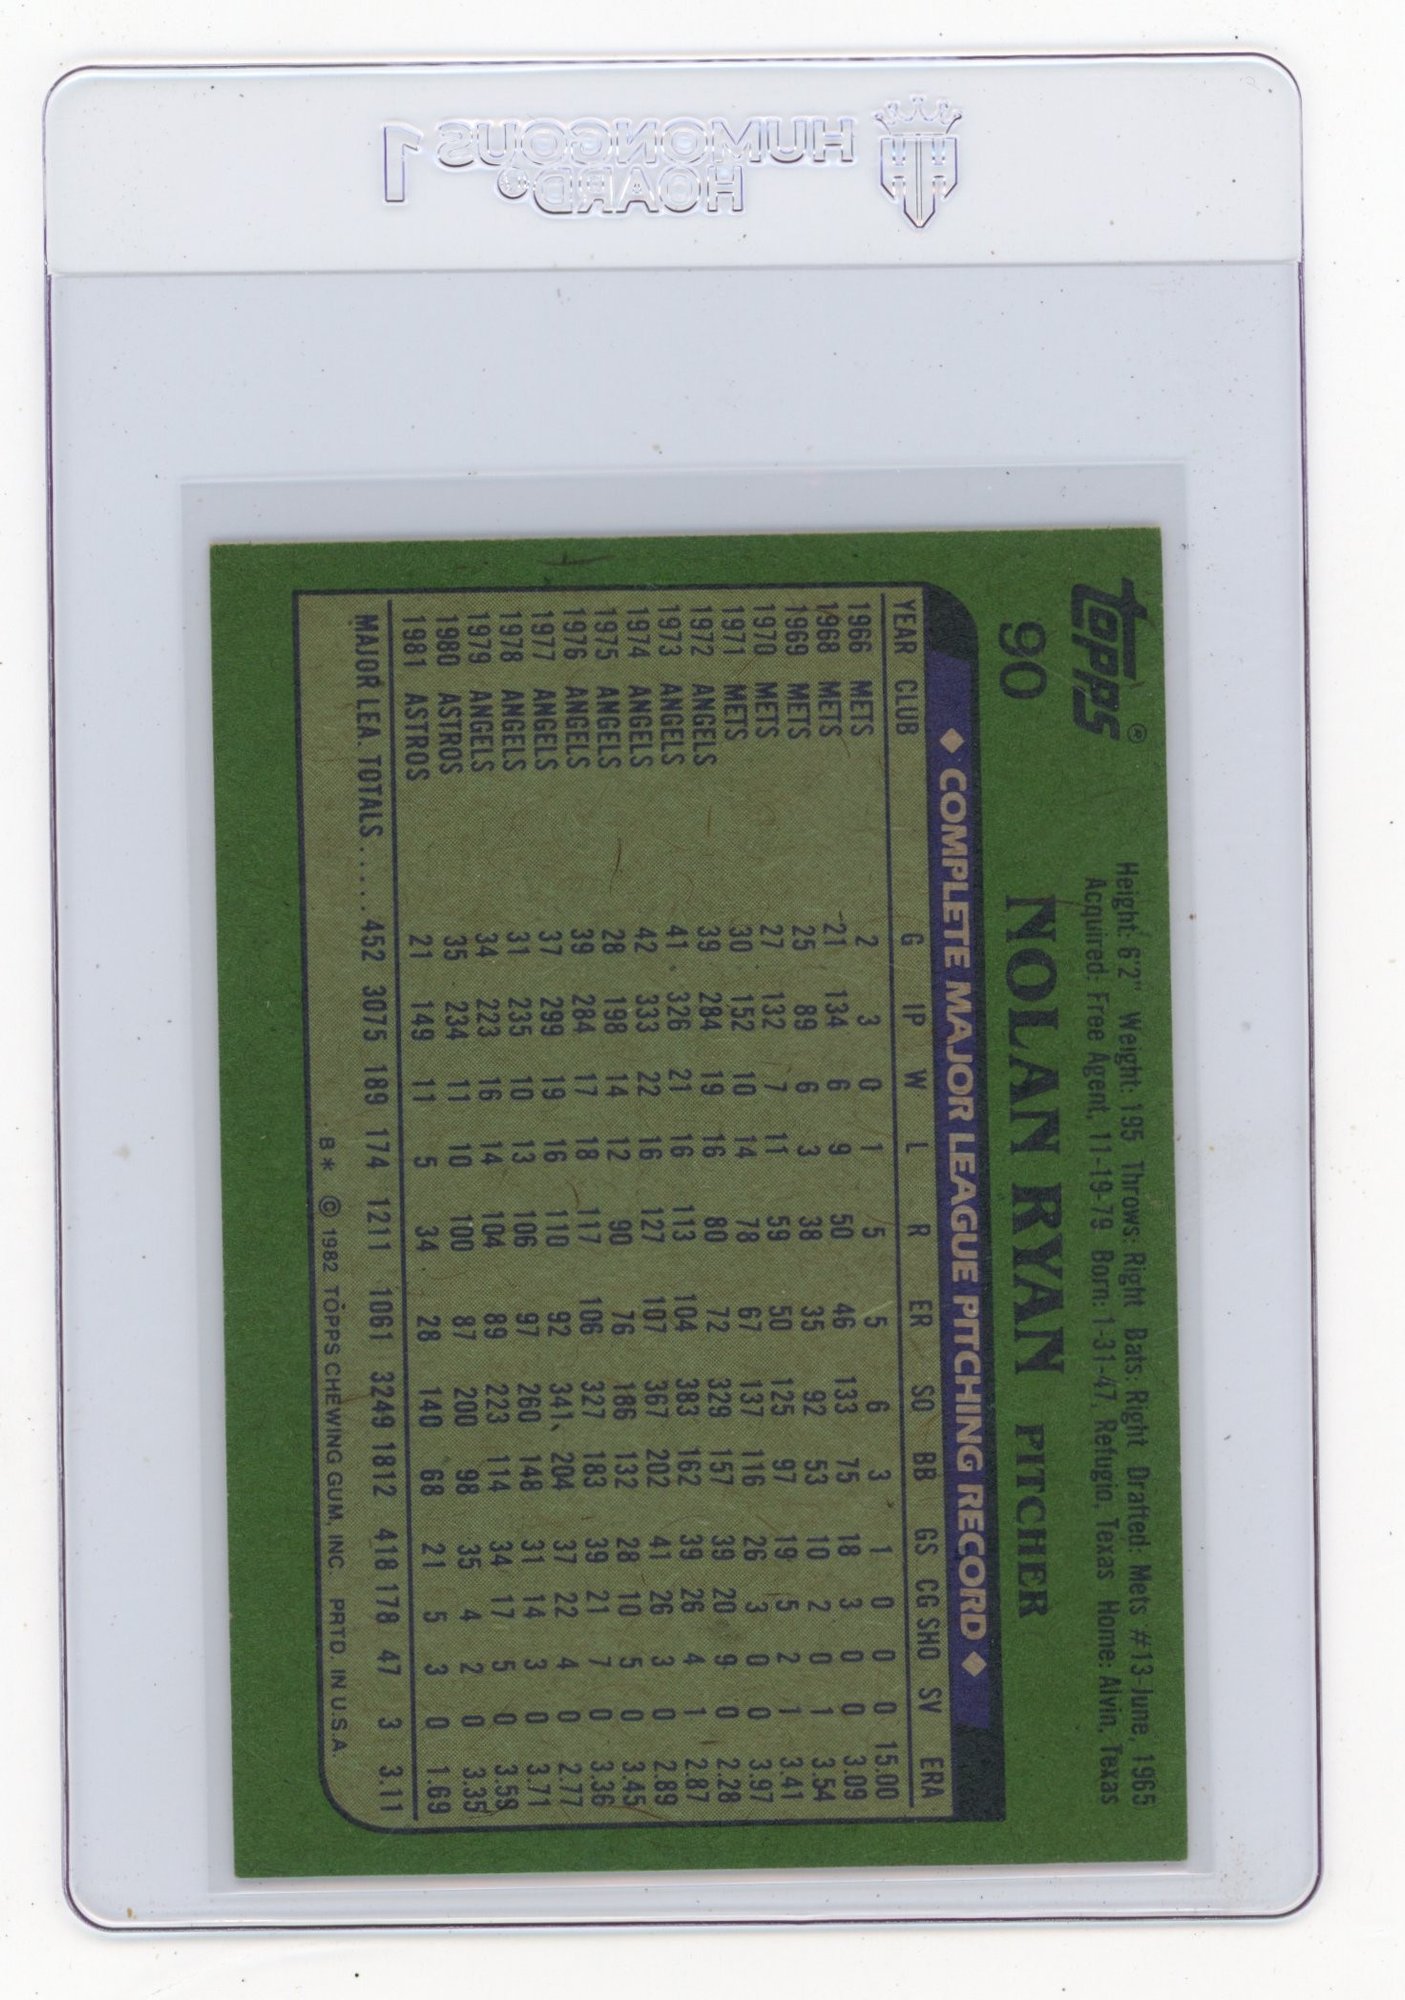 HUMONGOUS 1
HOARD®
TOPPS®
90
Height: 6'2" Weight: 195 Throws: Right Bats: Right Drafted: Mets #13-June, 1965
Acquired: Free Agent, 11-19-79 Born: 1-31-47, Refugio, Texas Home: Alvin, Texas
NOLAN RYAN PITCHER
◆ COMPLETE MAJOR LEAGUE PITCHING RECORD ◆
YEAR CLUB G IP W L R ER SO BB GS CG SHO SV ERA
1966 METS 2 3 0 1 5 5 6 3 1 0 0 0 15.00
1968 METS 21 134 6 9 50 46 133 75 18 3 0 0 3.09
1969 METS 25 89 6 3 38 35 92 53 10 2 0 1 3.54
1970 METS 27 132 7 11 59 50 125 97 19 5 2 1 3.41
1971 METS 30 152 10 14 78 67 137 116 26 3 0 0 3.97
1972 ANGELS 39 284 19 16 80 72 329 157 39 20 9 0 2.28
1973 ANGELS 41 326 21 16 113 104 383 162 39 26 4 1 2.87
1974 ANGELS 42 333 22 16 127 107 367 202 41 26 3 0 2.89
1975 ANGELS 28 198 14 12 90 76 186 132 28 10 5 0 3.45
1976 ANGELS 39 284 17 18 117 106 327 183 39 21 7 0 3.36
1977 ANGELS 37 299 19 16 110 92 341 204 37 22 4 0 2.77
1978 ANGELS 31 235 10 13 106 97 260 148 31 14 3 0 3.71
1979 ANGELS 34 223 16 14 104 89 223 114 34 17 5 0 3.59
1980 ASTROS 35 234 11 10 100 87 200 98 35 4 2 0 3.35
1981 ASTROS 21 149 11 5 34 28 140 68 21 5 3 0 1.69
MAJOR LEA. TOTALS..... 452 3075 189 174 1211 1061 3249 1812 418 178 47 3 3.11
B* © 1982 TOPPS CHEWING GUM, INC. PRTD. IN U.S.A.